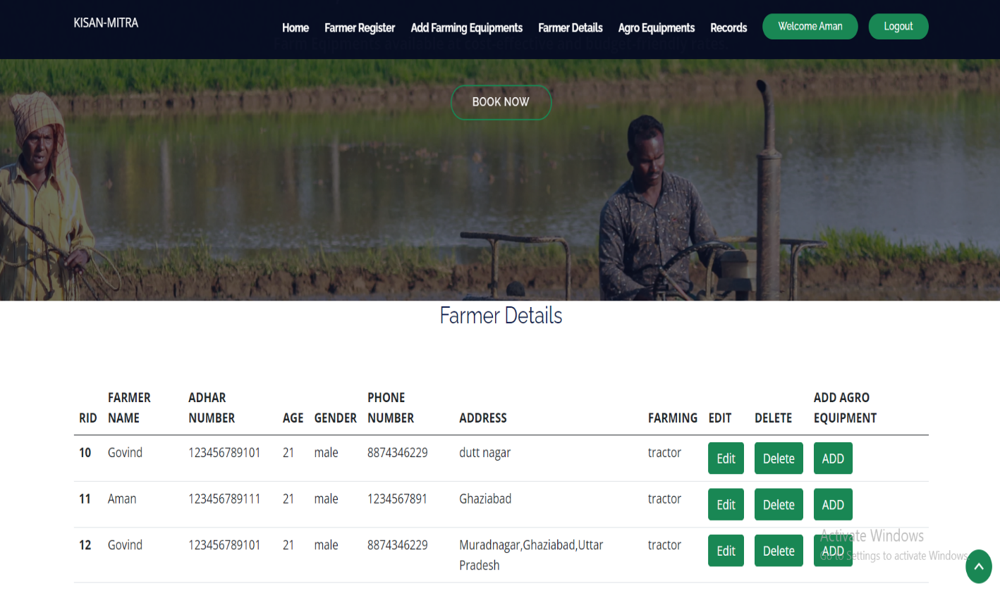 KISAN-MITRA
Home Farmer Register Add Farming Equipments Farmer Details Agro Equipments Records Welcome Aman Logout
Farm Eqipments availabe at cost effective and budget-friendly rates.
BOOK NOW
Farmer Details
RID FARMER NAME ADHAR NUMBER AGE GENDER PHONE NUMBER ADDRESS FARMING EDIT DELETE ADD AGRO EQUIPMENT
10 Govind 123456789101 21 male 8874346229 dutt nagar tractor Edit Delete ADD
11 Aman 123456789111 21 male 1234567891 Ghaziabad tractor Edit Delete ADD
12 Govind 123456789101 21 male 8874346229 Muradnagar,Ghaziabad,Uttar tractor Edit Delete ADD
Pradesh
Activate Windows
Go to Settings to activate Windows.